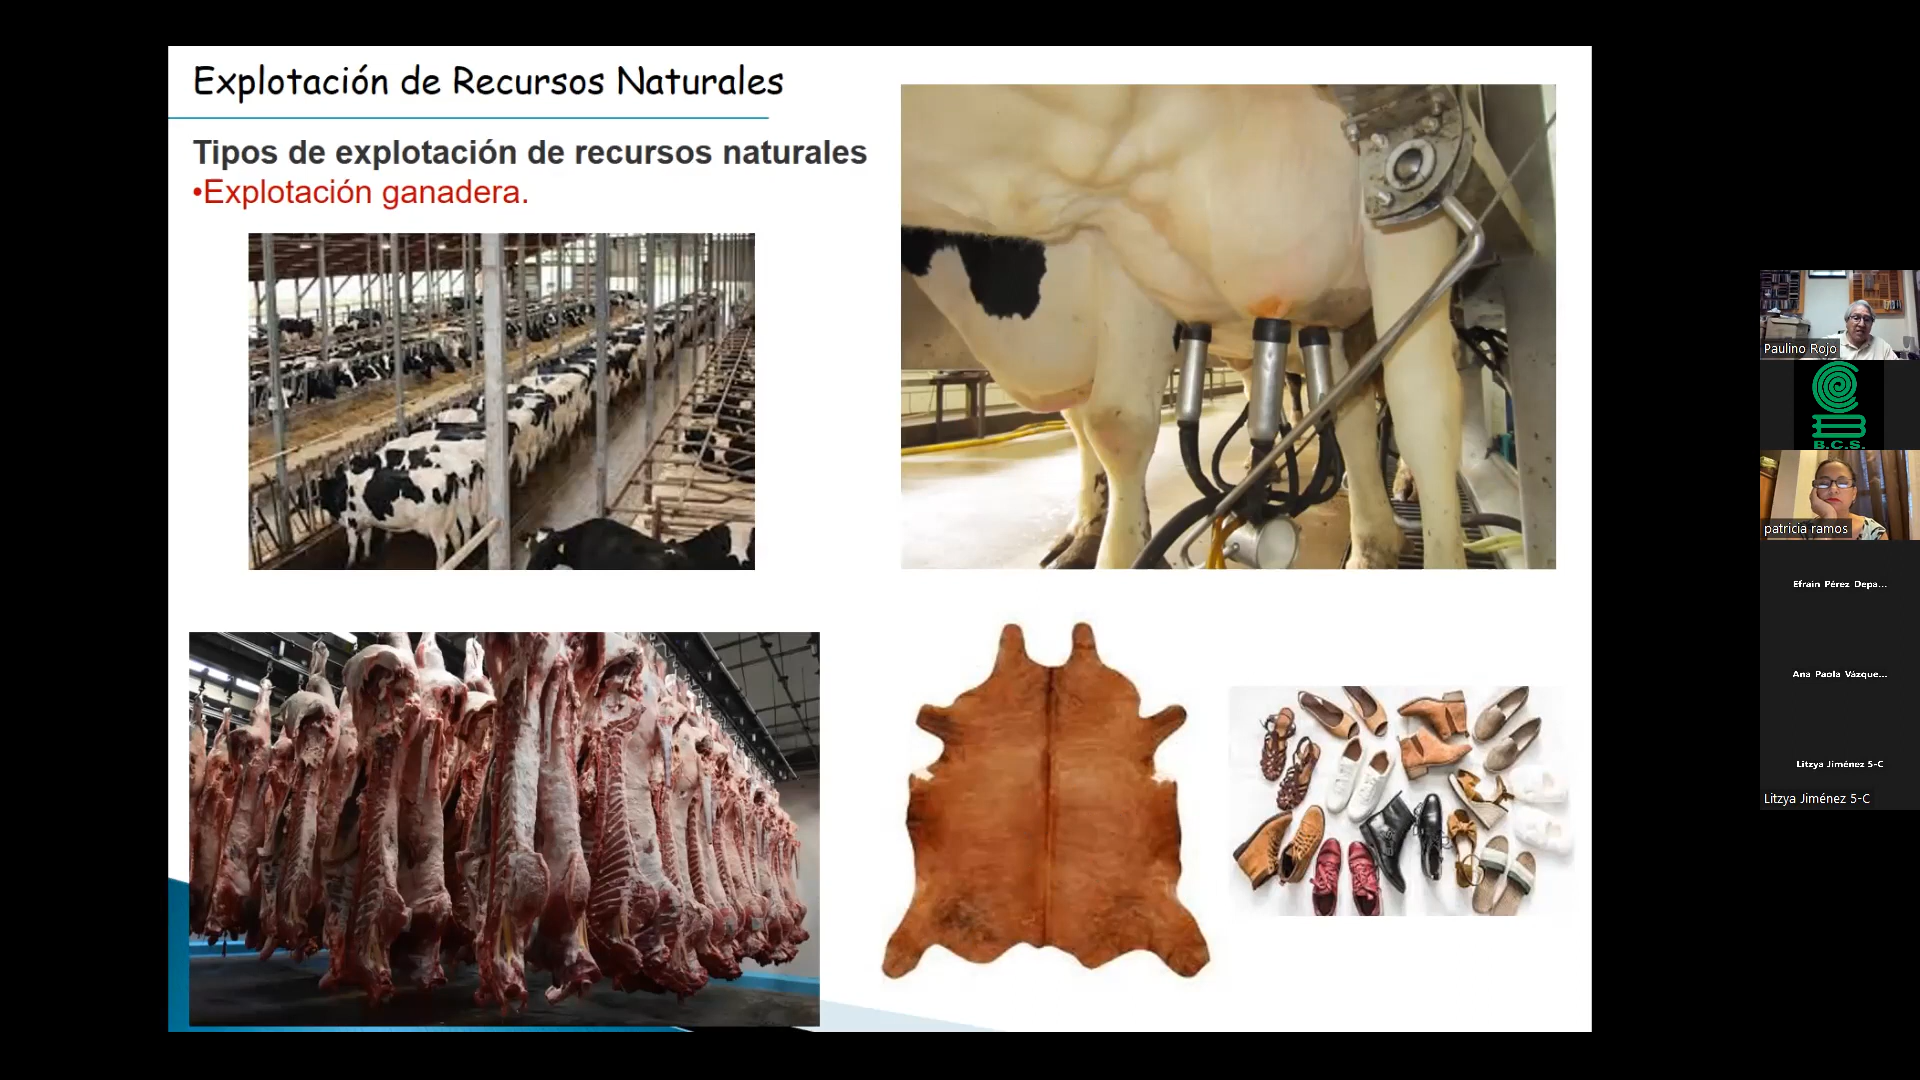 Explotación de Recursos Naturales
Tipos de explotación de recursos naturales
•Explotación ganadera.
Paulino Rojo
B.C.S.
patricia ramos
Efrain Pérez Depa...
Ana Paola Vázque...
Litzya Jiménez 5-C
Litzya Jiménez 5-C